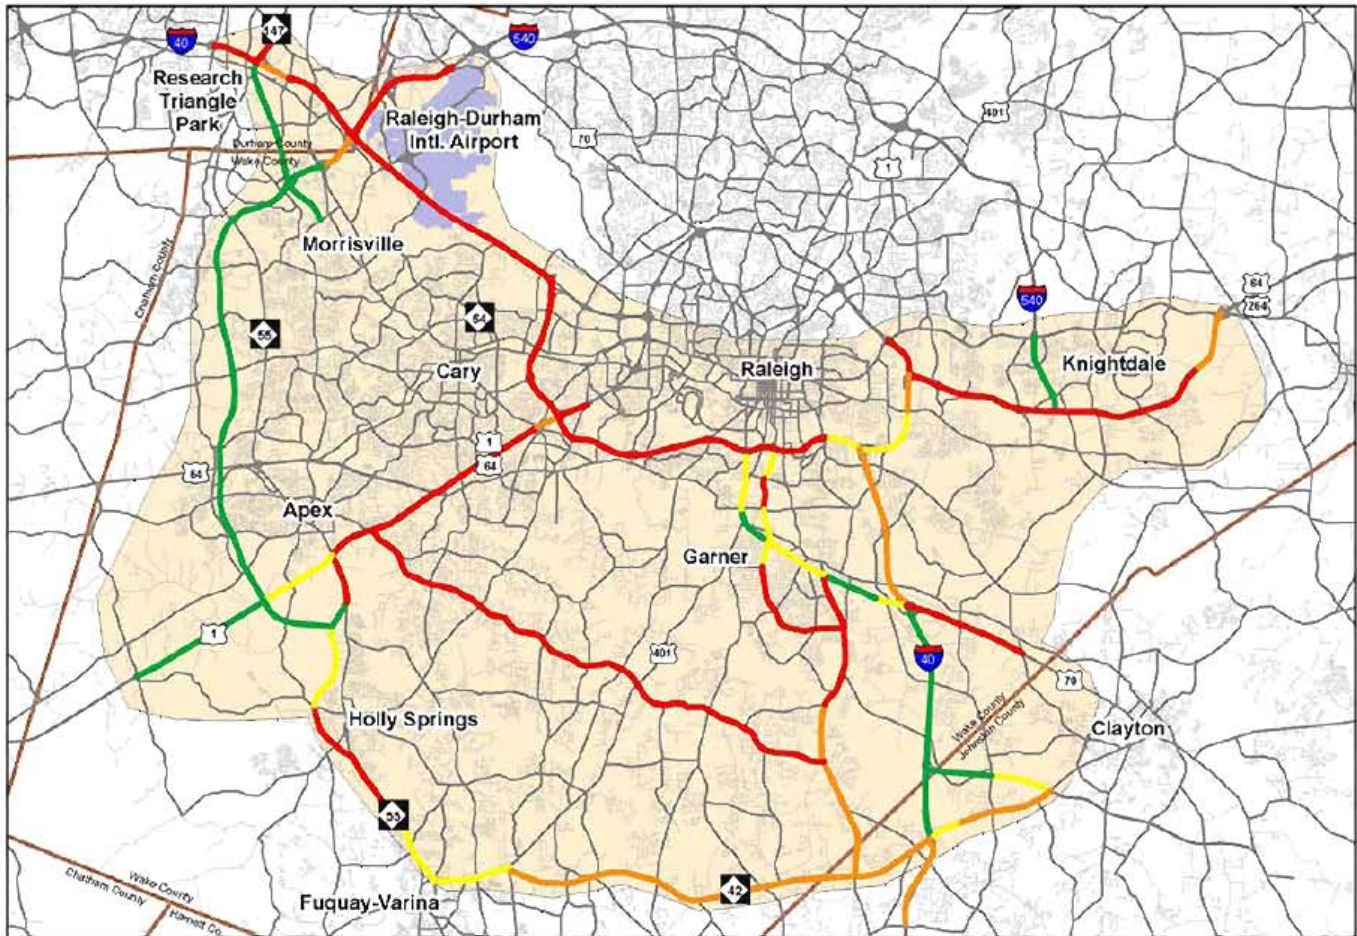 147
40
540
Research
Triangle
Park
Raleigh-Durham
Intl. Airport
401
70
Durham County
Wake County
1
Morrisville
Chatham County
64
540
264
55
54
Cary
Raleigh
Knightdale
1
64
64
Apex
Garner
1
401
40
70
Holly Springs
Wake County
Johnston County
Clayton
55
Wake County
Chatham County
Harnett Co.
42
Fuquay-Varina